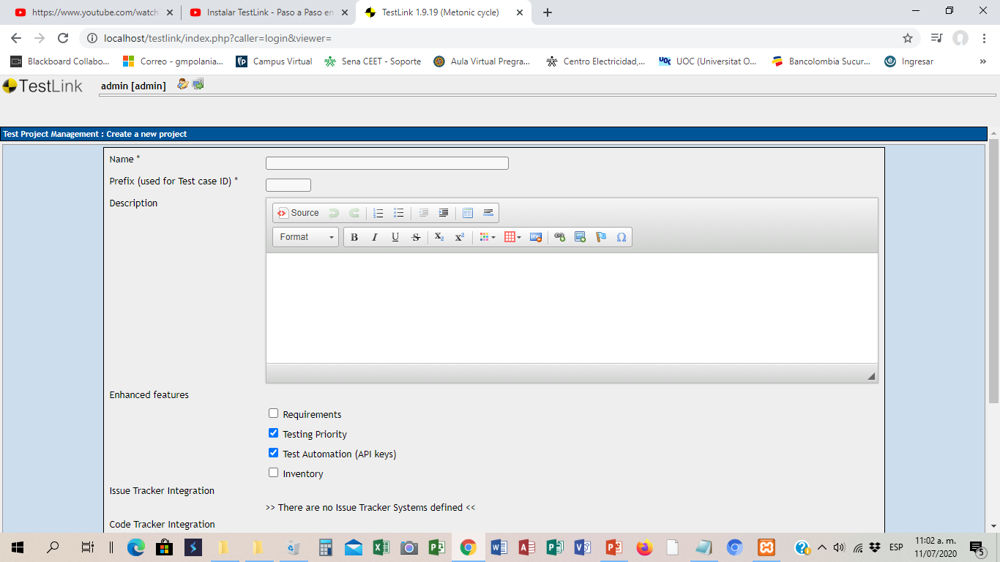 https://www.youtube.com/watch
Instalar TestLink - Paso a Paso en
TestLink 1.9.19 (Metonic cycle)
localhost/testlink/index.php?caller=login&viewer=
Blackboard Collabo... Correo - gmpolania... Campus Virtual Sena CEET - Soporte Aula Virtual Pregra... Centro Electricidad,... UOC (Universitat O... Bancolombia Sucur... Ingresar »
TestLink admin [admin]
Test Project Management : Create a new project
Name *
Prefix (used for Test case ID) *
Description
Source
Format B I U S X2 X2 Ω
Enhanced features
Requirements
Testing Priority
Test Automation (API keys)
Inventory
Issue Tracker Integration
>> There are no Issue Tracker Systems defined <<
Code Tracker Integration
ESP
11:02 a. m.
11/07/2020
5